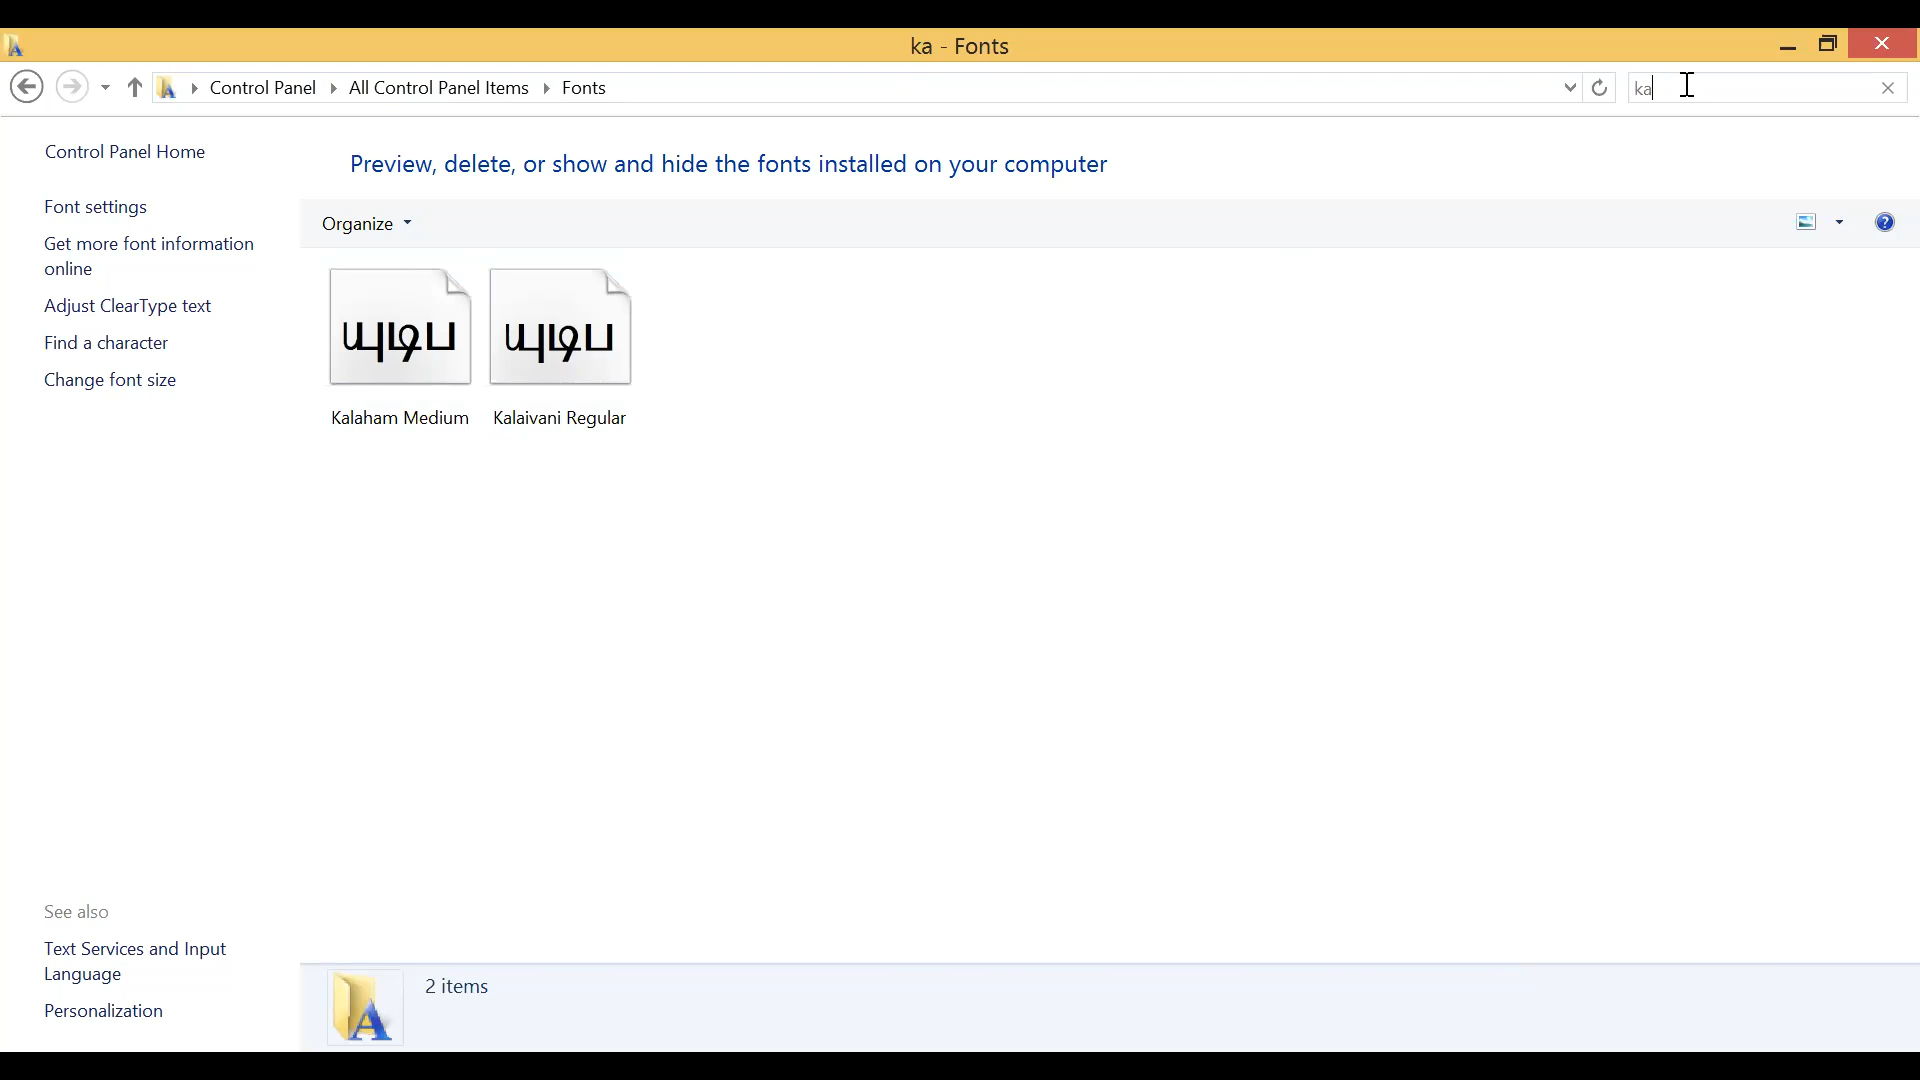 ka - Fonts
Control Panel All Control Panel Items Fonts
ka
Control Panel Home
Preview, delete, or show and hide the fonts installed on your computer
Font settings
Organize
Get more font information
online
Adjust ClearType text
Find a character
Change font size
யடிப யடிப
Kalaham Medium Kalaivani Regular
See also
Text Services and Input
Language
Personalization
2 items